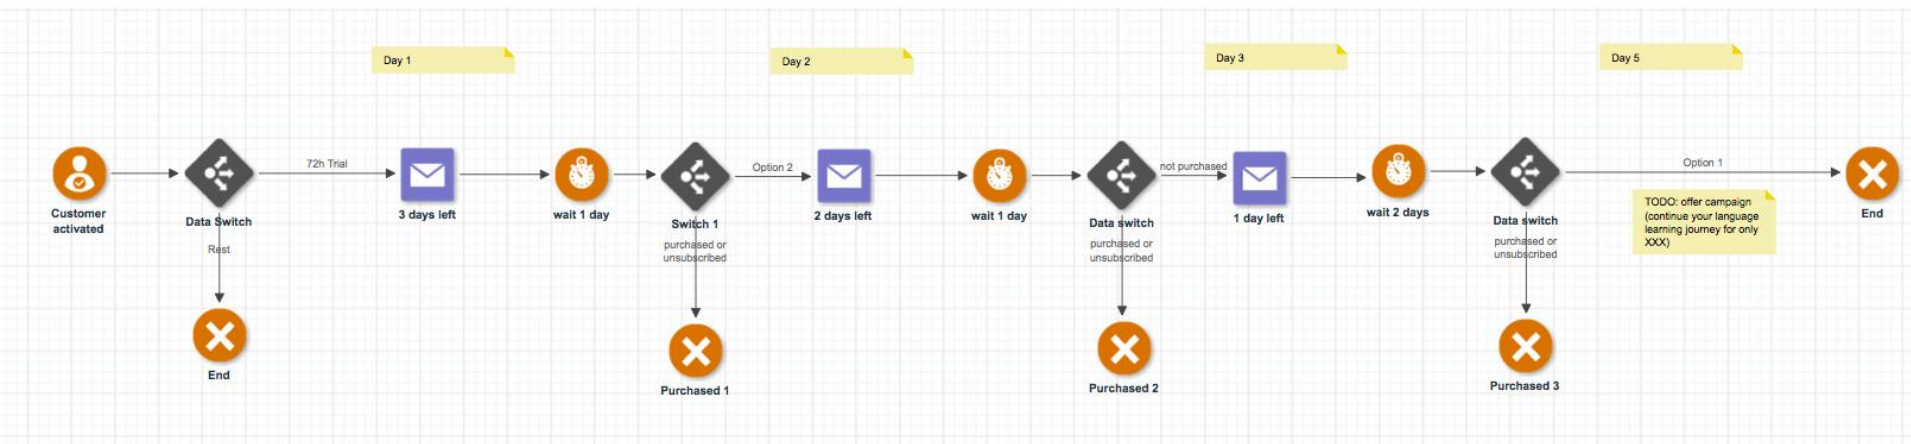 Day 1
Day 2
Day 3
Day 5
72h Trial
Option 2
not purchased
Option 1
Customer
activated
Data Switch
3 days left
wait 1 day
Switch 1
2 days left
wait 1 day
Data switch
1 day left
wait 2 days
Data switch
TODO: offer campaign
(continue your language
learning journey for only
XXX)
End
Rest
purchased or
unsubscribed
purchased or
unsubscribed
purchased or
unsubscribed
End
Purchased 1
Purchased 2
Purchased 3